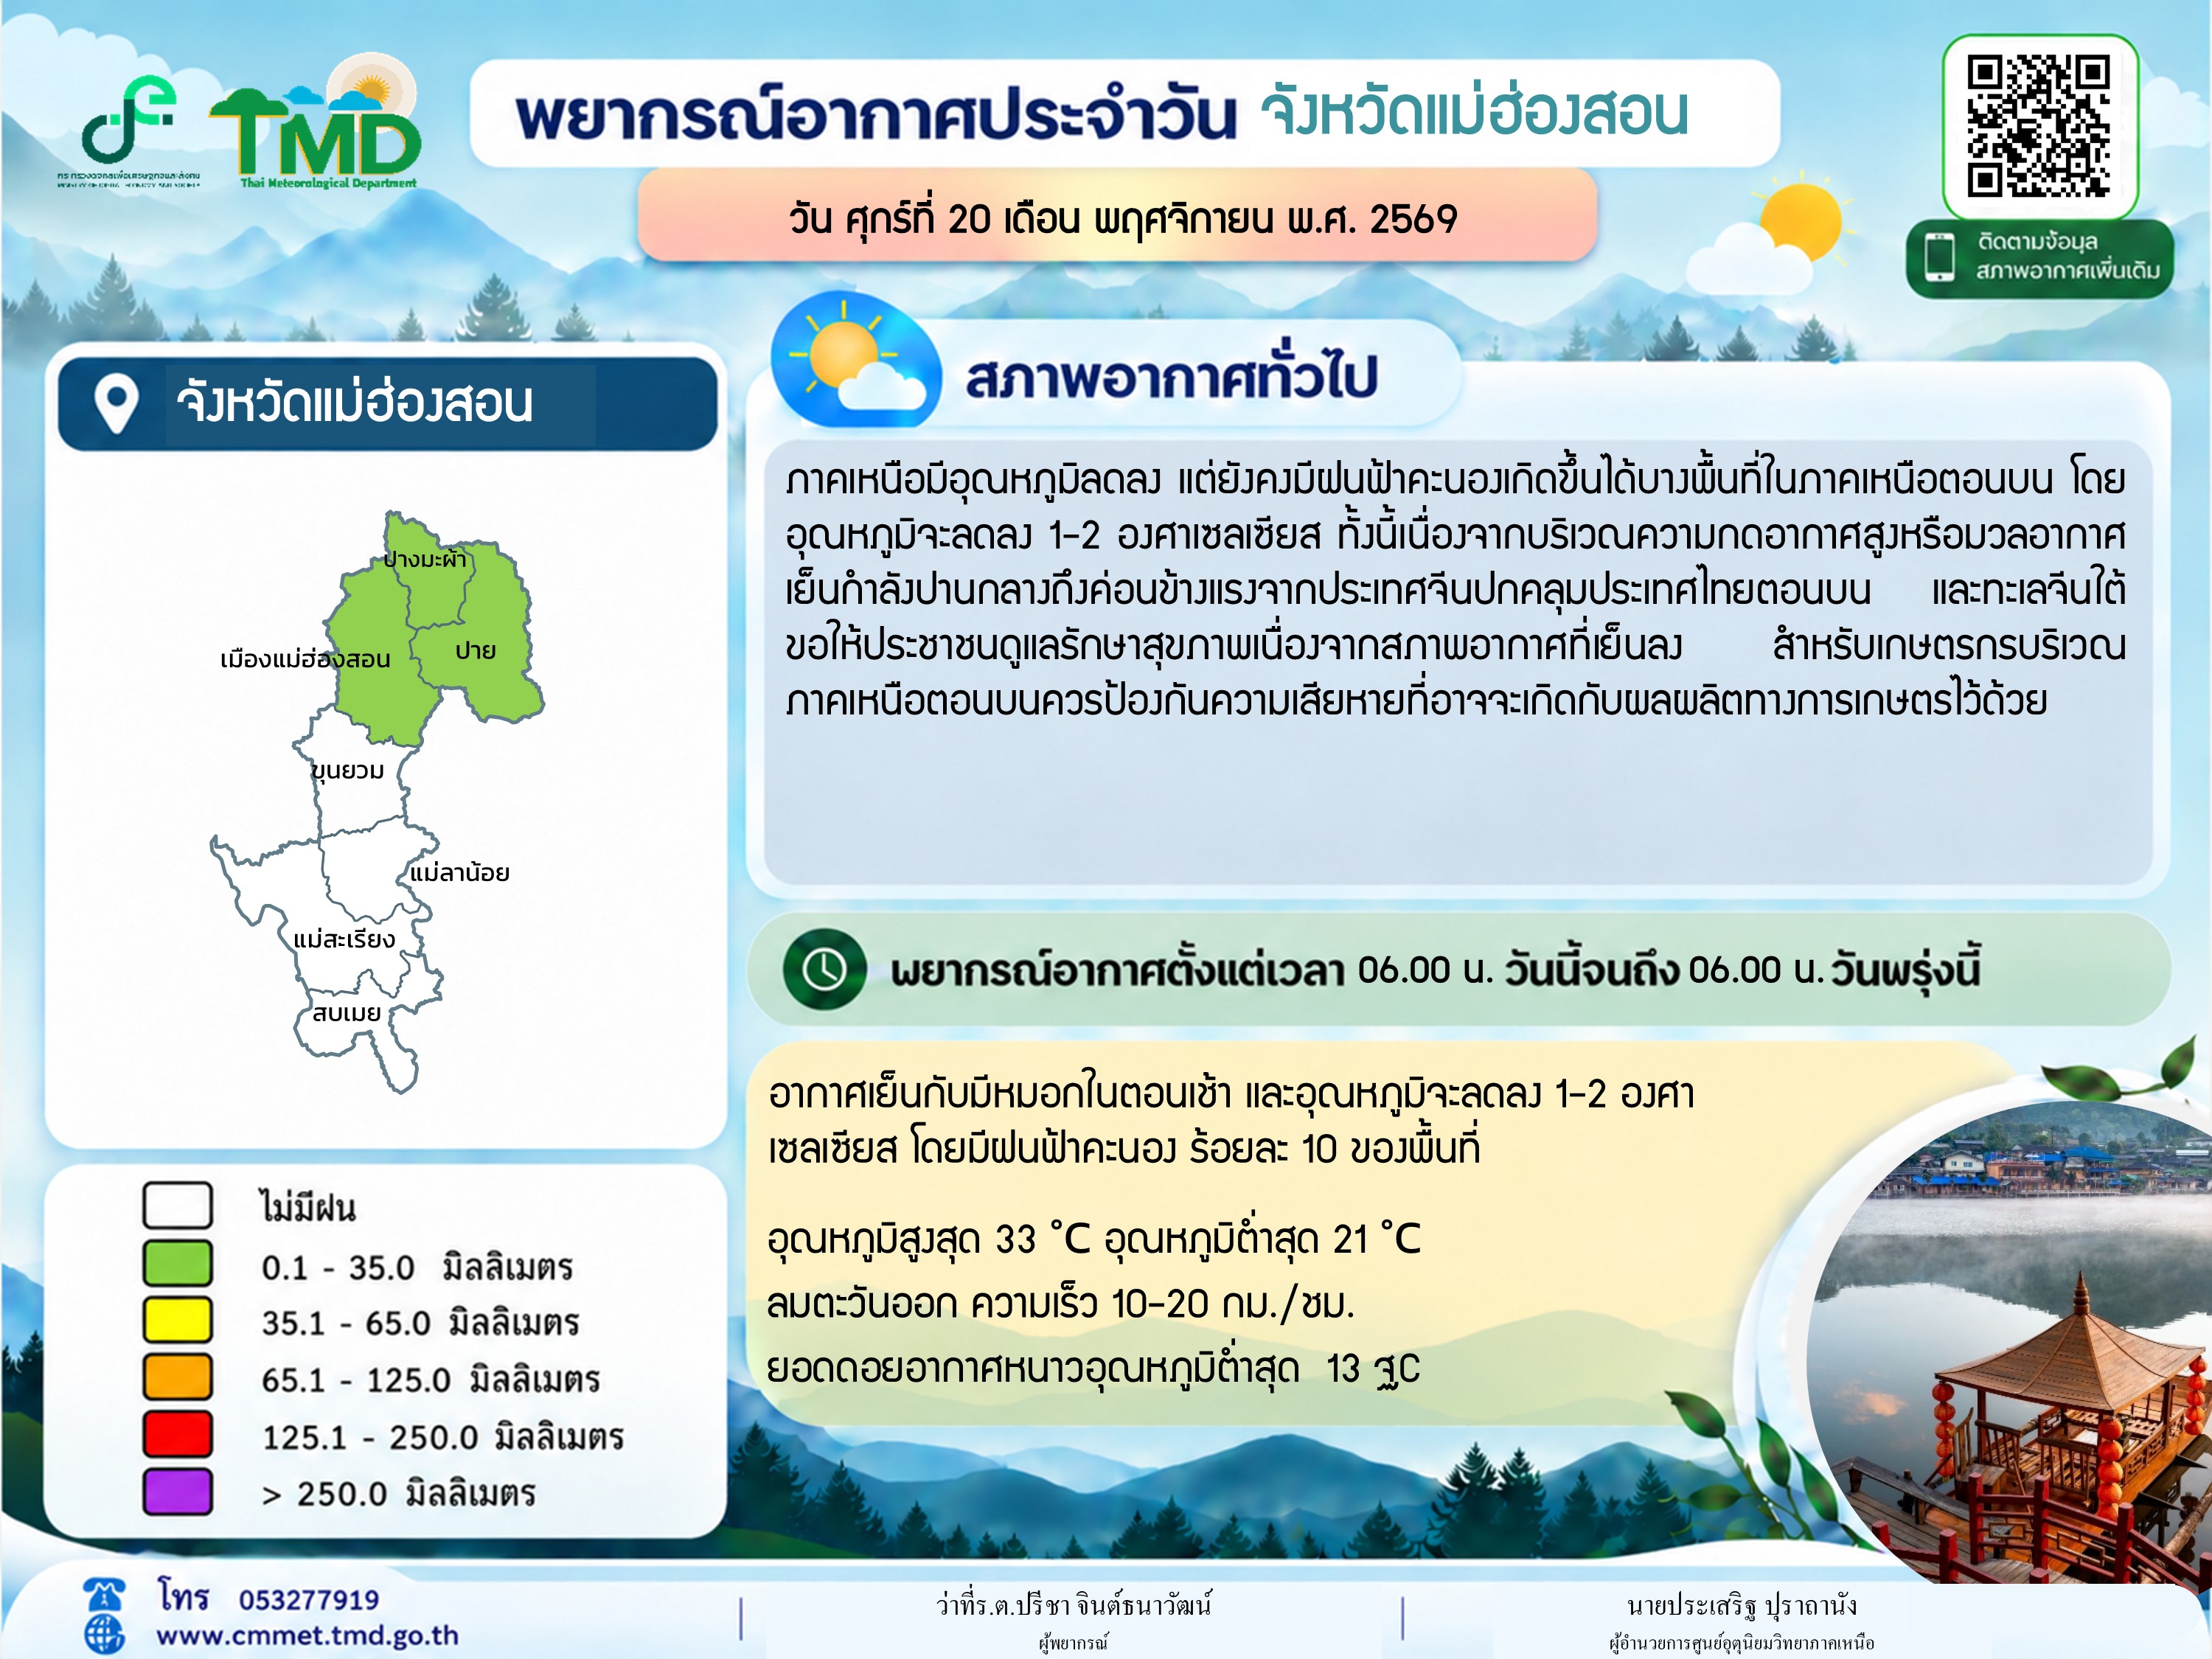 TMD
Thai Meteorological Department
พยากรณ์อากาศประจำวัน จังหวัดแม่ฮ่องสอน
วัน ศุกร์ที่ 20 เดือน พฤศจิกายน พ.ศ. 2569
ติดตามข้อมุล
สภาพอากาศเพิ่นเติม
จังหวัดแม่ฮ่องสอน
ปางมะผ้า
เมืองแม่ฮ่องสอน
ปาย
ขุนยวม
แม่ลาน้อย
แม่สะเรียง
สบเมย
ไม่มีฝน
0.1 - 35.0 มิลลิเมตร
35.1 - 65.0 มิลลิเมตร
65.1 - 125.0 มิลลิเมตร
125.1 - 250.0 มิลลิเมตร
> 250.0 มิลลิเมตร
สภาพอากาศทั่วไป
ภาคเหนือมีอุณหภูมิลดลง แต่ยังคงมีฝนฟ้าคะนองเกิดขึ้นได้บางพื้นที่ในภาคเหนือตอนบน โดย
อุณหภูมิจะลดลง 1-2 องศาเซลเซียส ทั้งนี้เนื่องจากบริเวณความกดอากาศสูงหรือมวลอากาศ
เย็นกำลังปานกลางถึงค่อนข้างแรงจากประเทศจีนปกคลุมประเทศไทยตอนบน และทะเลจีนใต้
ขอให้ประชาชนดูแลรักษาสุขภาพเนื่องจากสภาพอากาศที่เย็นลง สำหรับเกษตรกรบริเวณ
ภาคเหนือตอนบนควรป้องกันความเสียหายที่อาจจะเกิดกับผลผลิตทางการเกษตรไว้ด้วย
พยากรณ์อากาศตั้งแต่เวลา 06.00 น. วันนี้จนถึง 06.00 น. วันพรุ่งนี้
อากาศเย็นกับมีหมอกในตอนเช้า และอุณหภูมิจะลดลง 1-2 องศา
เซลเซียส โดยมีฝนฟ้าคะนอง ร้อยละ 10 ของพื้นที่
อุณหภูมิสูงสุด 33 °C อุณหภูมิต่ำสุด 21 °C
ลมตะวันออก ความเร็ว 10-20 กม./ชม.
ยอดดอยอากาศหนาวอุณหภูมิต่ำสุด 13 ฐC
โทร 053277919
www.cmmet.tmd.go.th
ว่าที่ร.ต.ปรีชา จินต์ธนาวัฒน์
ผู้พยากรณ์
นายประเสริฐ ปุราถานัง
ผู้อำนวยการศูนย์อุตุนิยมวิทยาภาคเหนือ